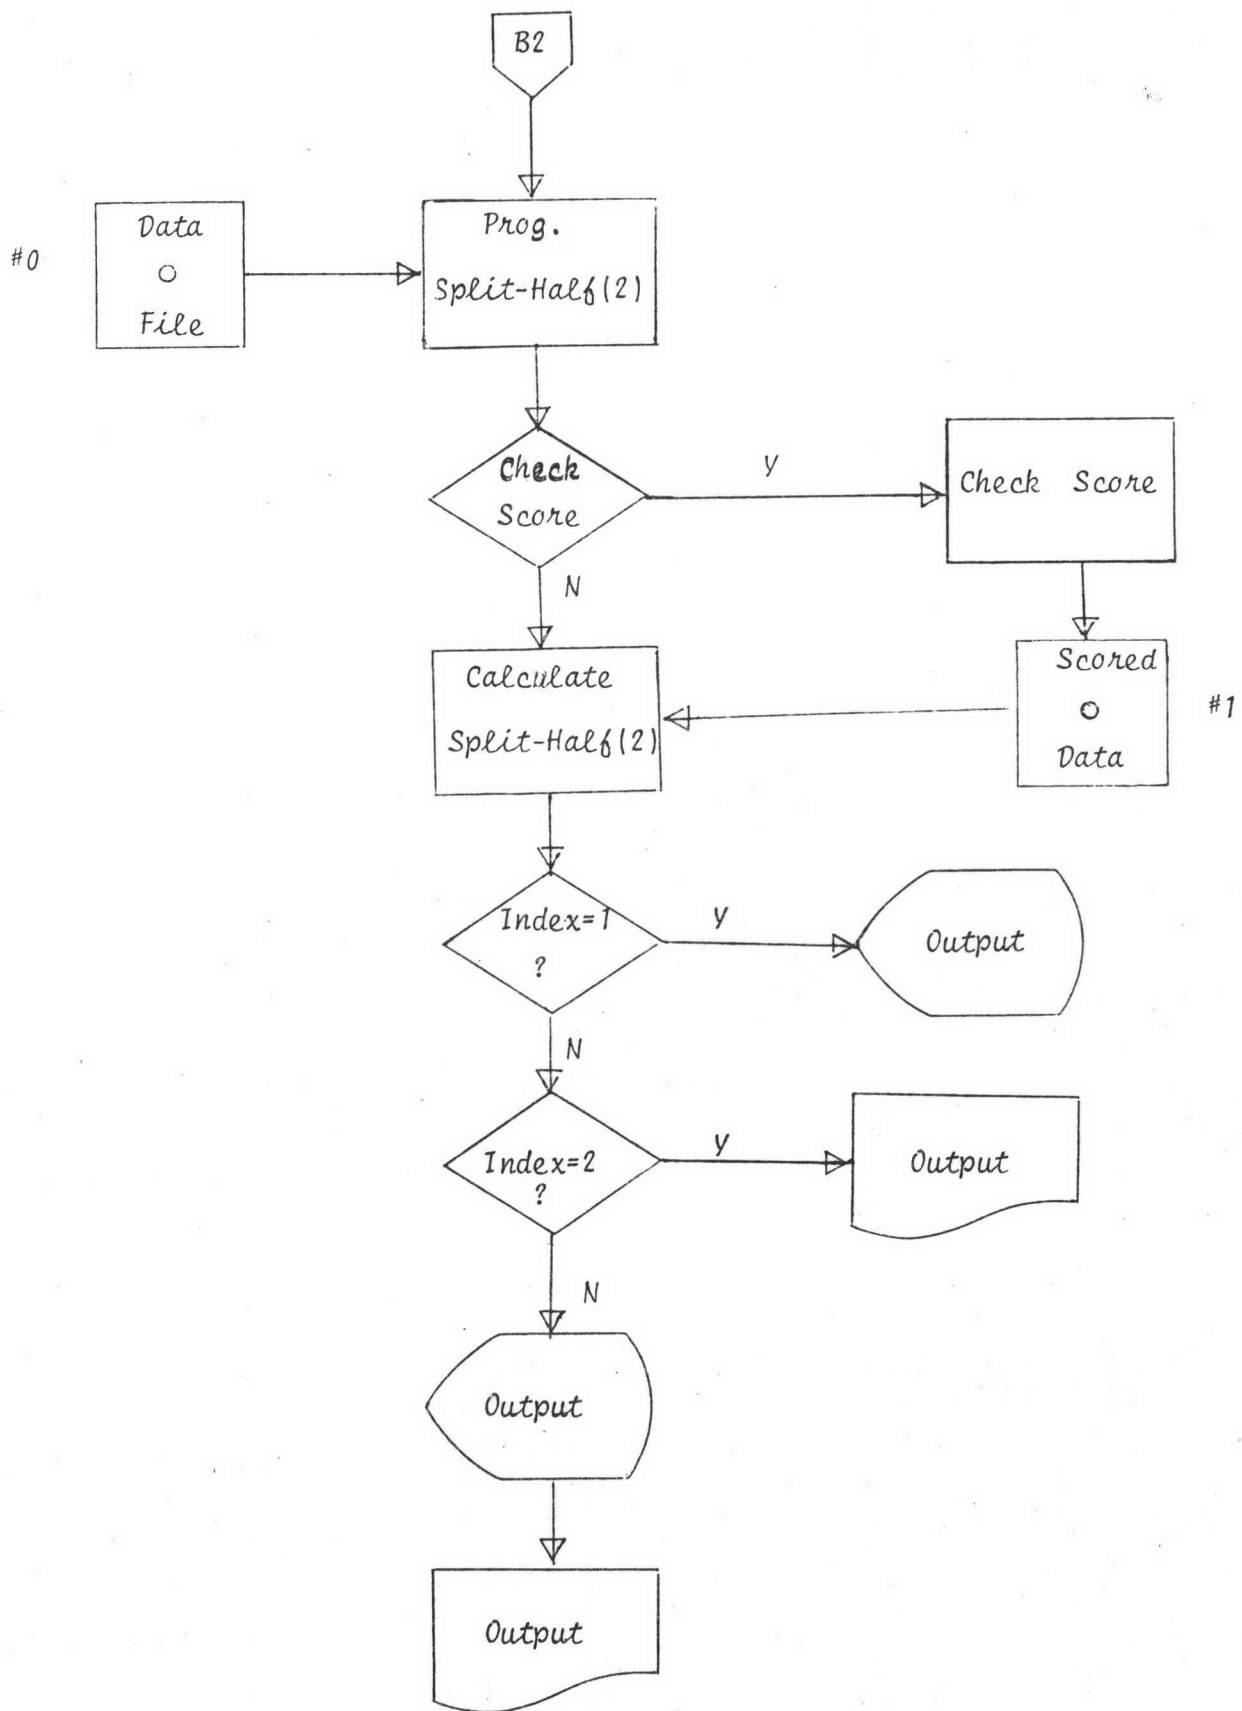 B2
#0
Data
File
Prog.
Split-Half(2)
Check
Score
Y
Check Score
N
Calculate
Split-Half(2)
Scored
Data
#1
Index=1
?
Y
Output
N
Index=2
?
Y
Output
N
Output
Output